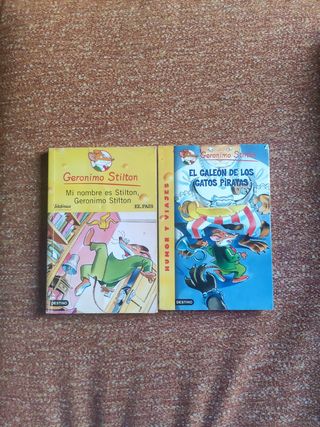 Geronimo Stilton
Mi nombre es Stilton,
Geronimo Stilton
EL PAIS
DESTINO
HUMOR Y VIAJES
Geronimo Stilton
EL GALEÓN DE LOS
GATOS PIRATAS
DESTINO